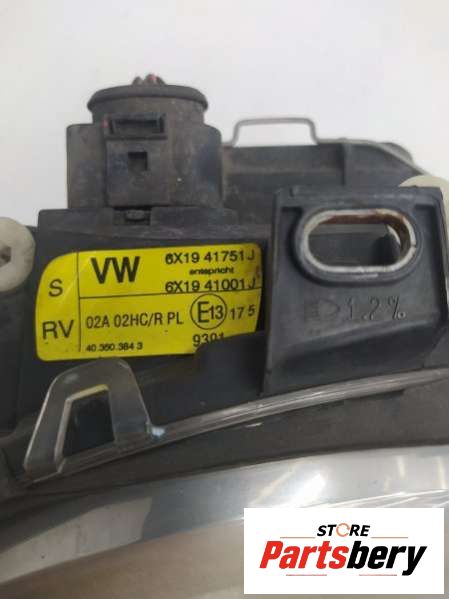 S
VW
6X19 41751 J
entspricht
6X19 41001 J
RV
02A 02HC/R PL
E13
17 5
40.360.384 3
9301
1.2%
STORE
Partsbery